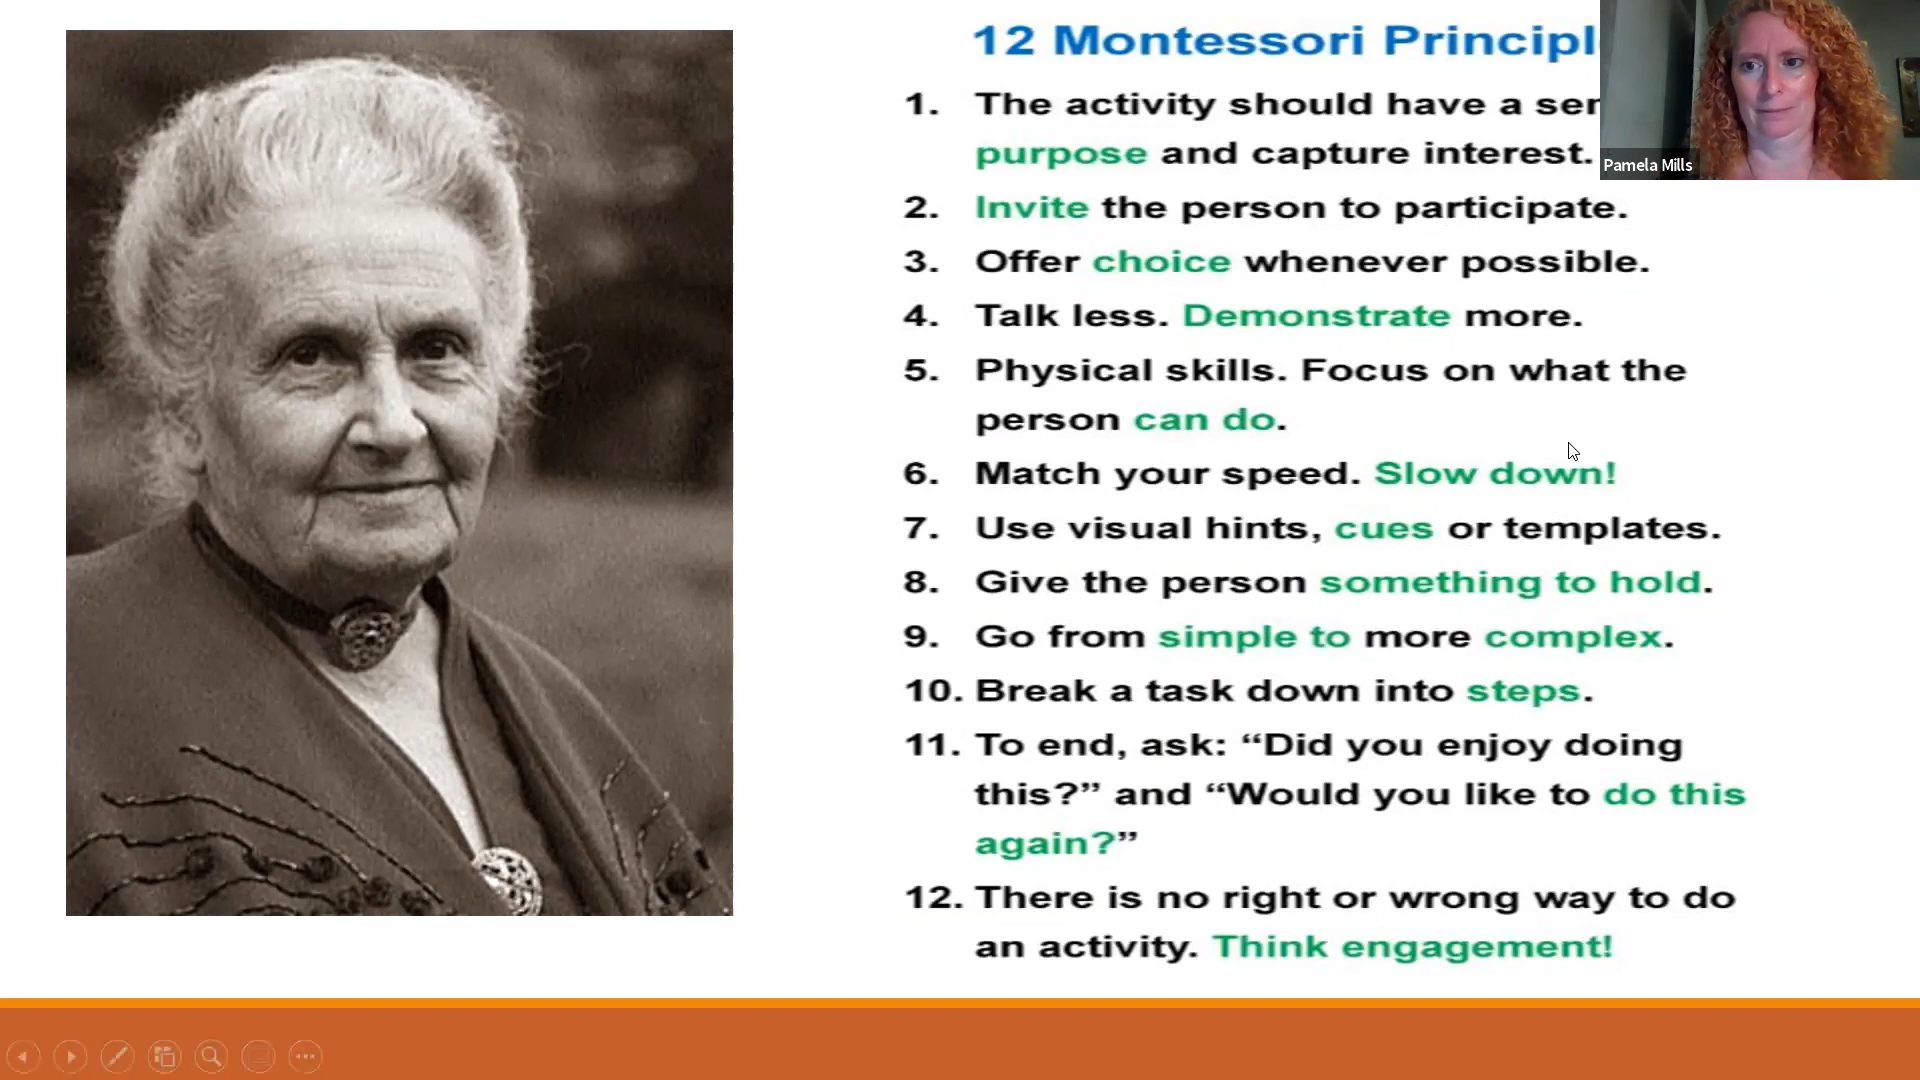 12 Montessori Principl
1. The activity should have a
purpose and capture interest.
2. Invite the person to participate.
3. Offer choice whenever possible.
4. Talk less. Demonstrate more.
5. Physical skills. Focus on what the
person can do.
6. Match your speed. Slow down!
7. Use visual hints, cues or templates.
8. Give the person something to hold.
9. Go from simple to more complex.
10. Break a task down into steps.
11. To end, ask: “Did you enjoy doing
this?” and “Would you like to do this
again?”
12. There is no right or wrong way to do
an activity. Think engagement!
Pamela Mills